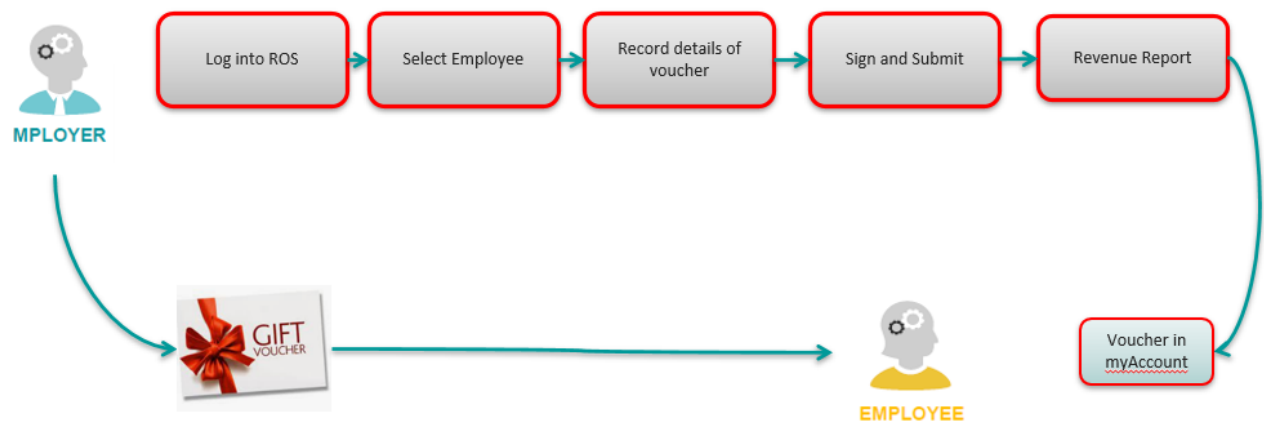 Log into ROS
Select Employee
Record details of
voucher
Sign and Submit
Revenue Report
MPLOYER
GIFT
VOUCHER
EMPLOYEE
Voucher in
myAccount